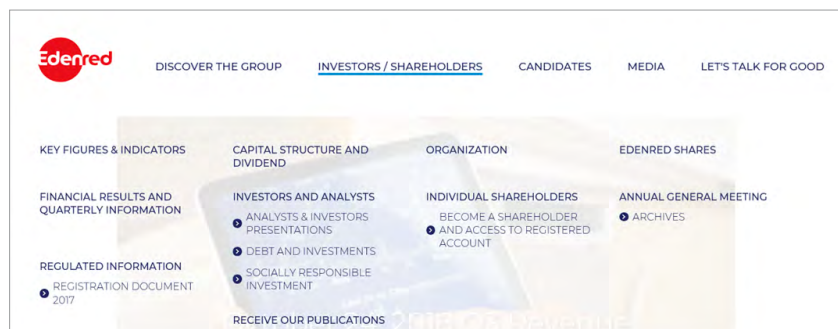 Edenred
DISCOVER THE GROUP
INVESTORS / SHAREHOLDERS
CANDIDATES
MEDIA
LET'S TALK FOR GOOD
KEY FIGURES & INDICATORS
FINANCIAL RESULTS AND
QUARTERLY INFORMATION
REGULATED INFORMATION
REGISTRATION DOCUMENT
2017
CAPITAL STRUCTURE AND
DIVIDEND
INVESTORS AND ANALYSTS
ANALYSTS & INVESTORS
PRESENTATIONS
DEBT AND INVESTMENTS
SOCIALLY RESPONSIBLE
INVESTMENT
RECEIVE OUR PUBLICATIONS
ORGANIZATION
INDIVIDUAL SHAREHOLDERS
BECOME A SHAREHOLDER
AND ACCESS TO REGISTERED
ACCOUNT
EDENRED SHARES
ANNUAL GENERAL MEETING
ARCHIVES